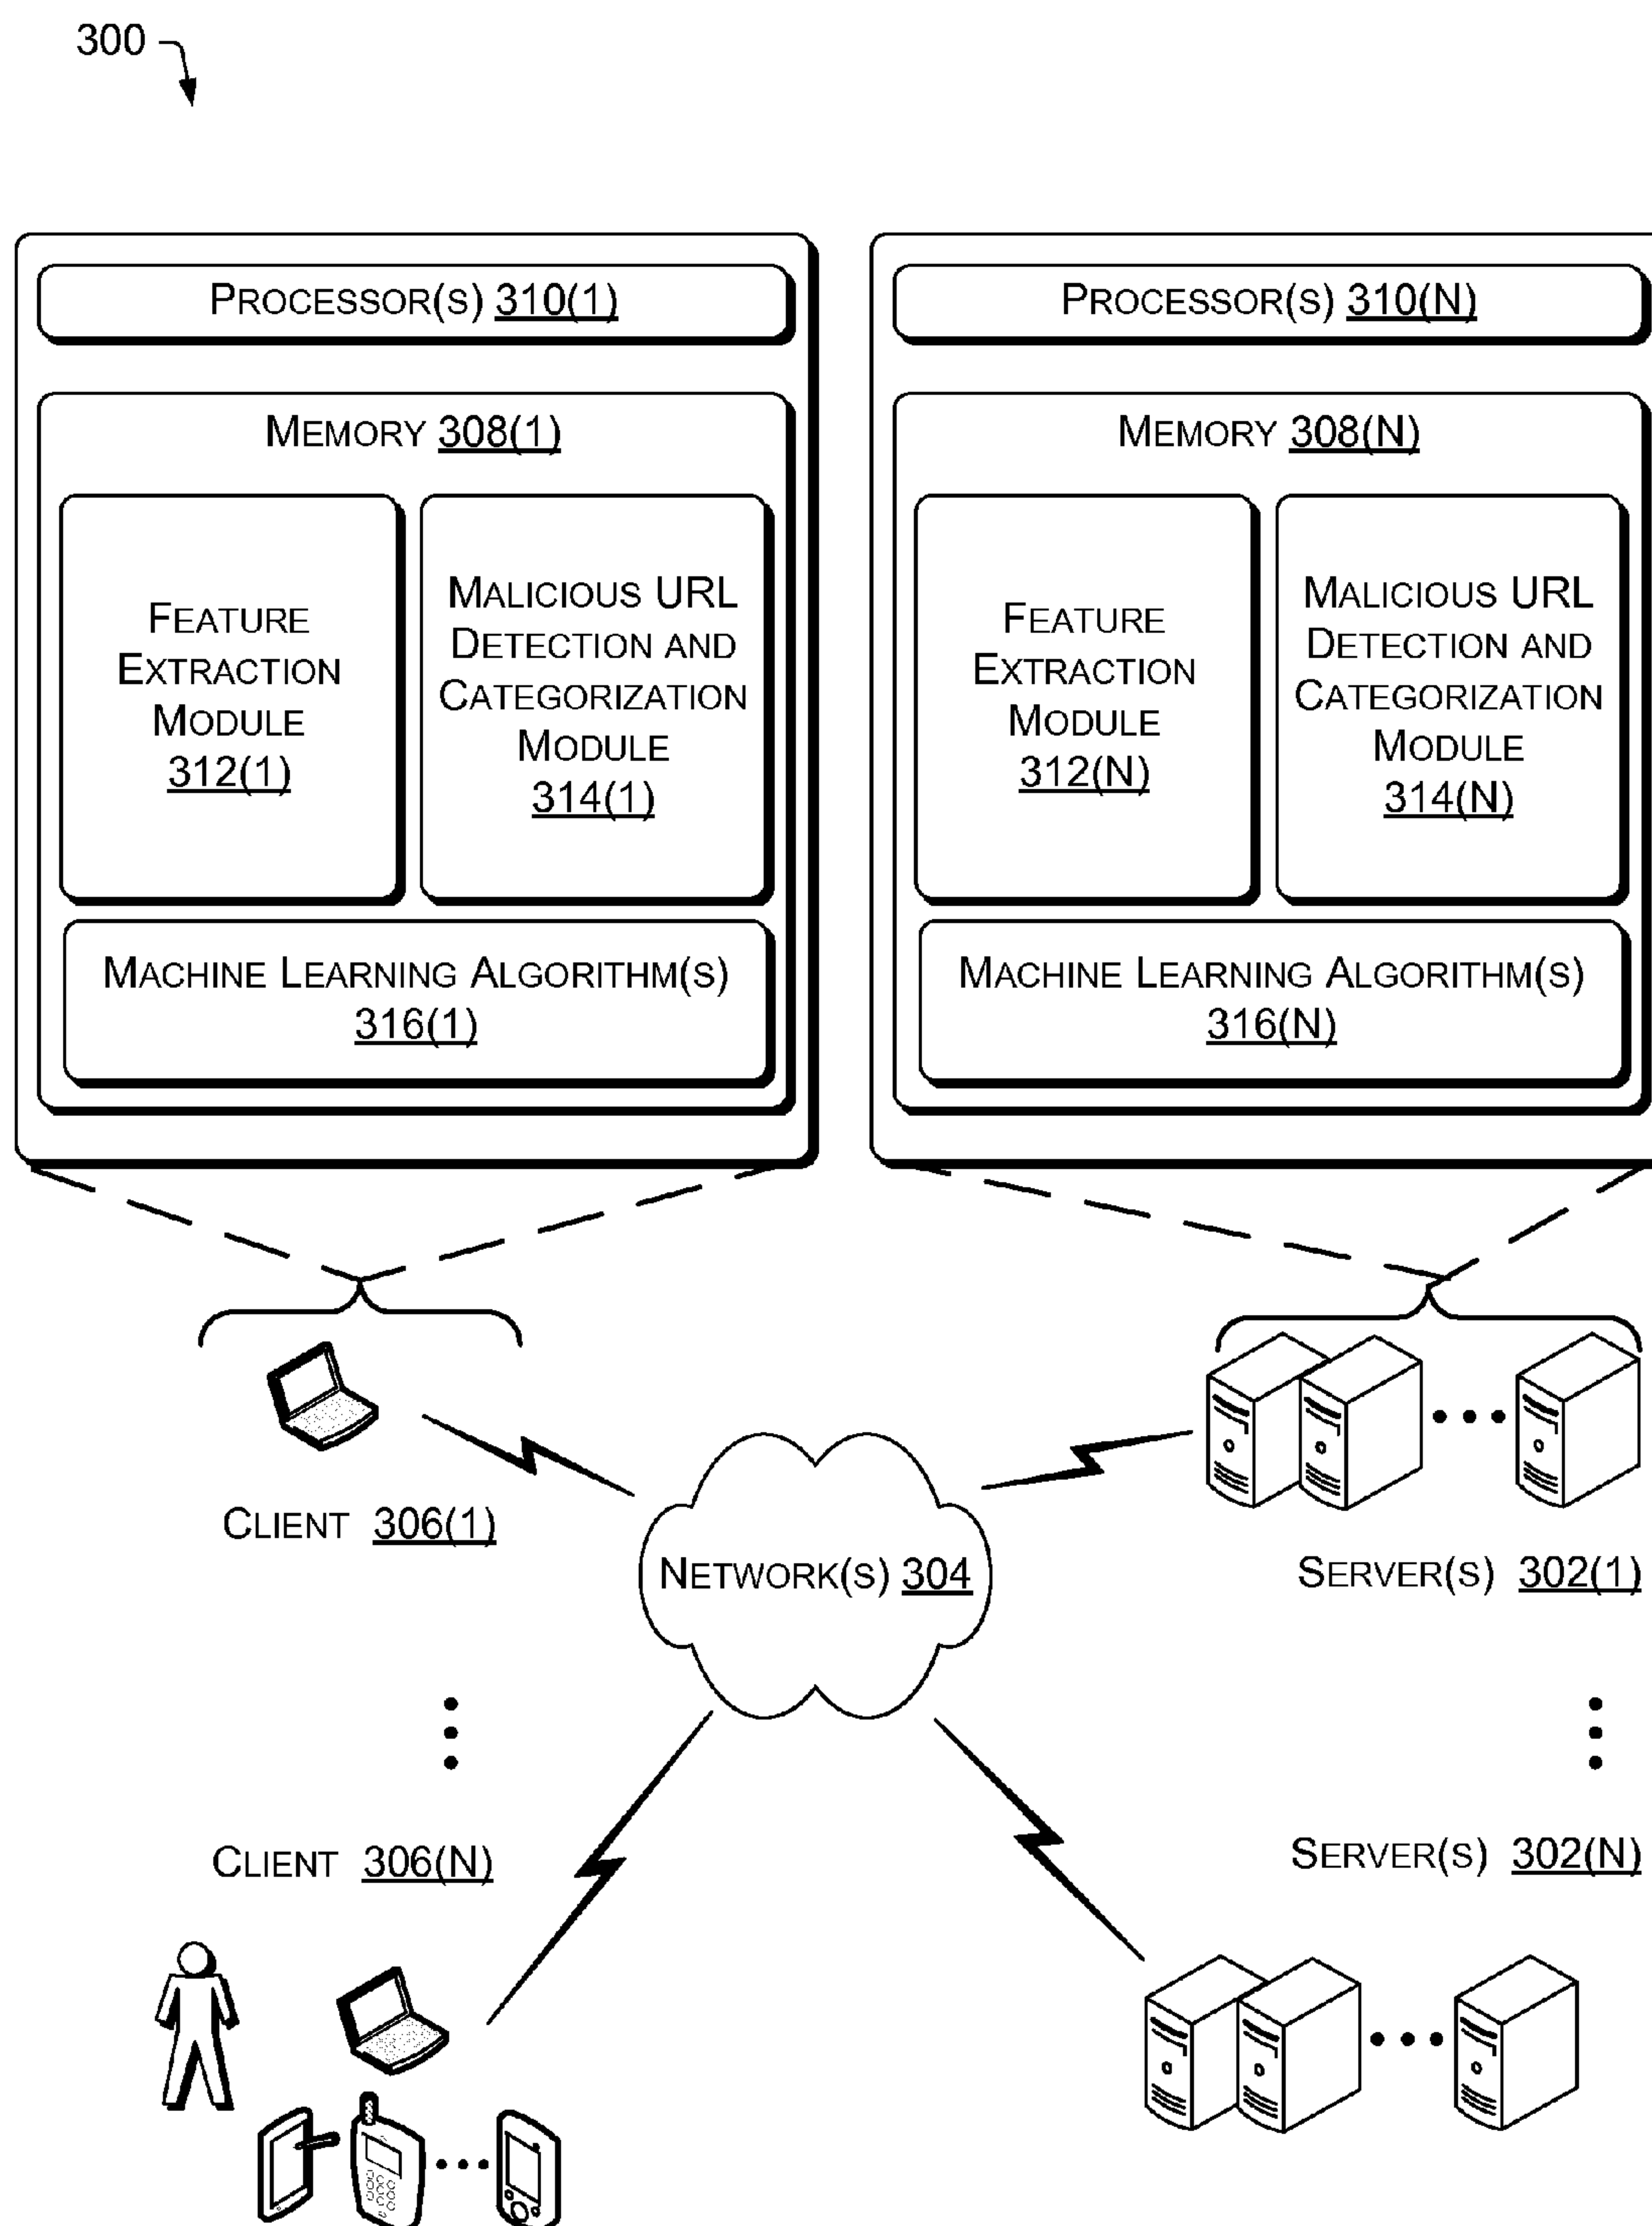 300
PROCESSOR(S) 310(1)
MEMORY 308(1)
FEATURE
EXTRACTION
MODULE
312(1)
MALICIOUS URL
DETECTION AND
CATEGORIZATION
MODULE
314(1)
MACHINE LEARNING ALGORITHM(S)
316(1)
PROCESSOR(S) 310(N)
MEMORY 308(N)
FEATURE
EXTRACTION
MODULE
312(N)
MALICIOUS URL
DETECTION AND
CATEGORIZATION
MODULE
314(N)
MACHINE LEARNING ALGORITHM(S)
316(N)
CLIENT 306(1)
NETWORK(S) 304
SERVER(S) 302(1)
CLIENT 306(N)
SERVER(S) 302(N)